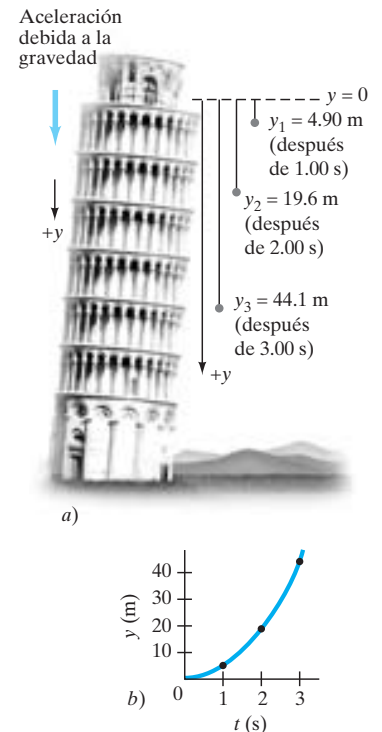 Aceleración
debida a la
gravedad
y = 0
y₁ = 4.90 m
(después
de 1.00 s)
+y
y₂ = 19.6 m
(después
de 2.00 s)
y₃ = 44.1 m
(después
de 3.00 s)
+y
a)
40
30
20
10
y (m)
b)
0
1 2 3
t (s)